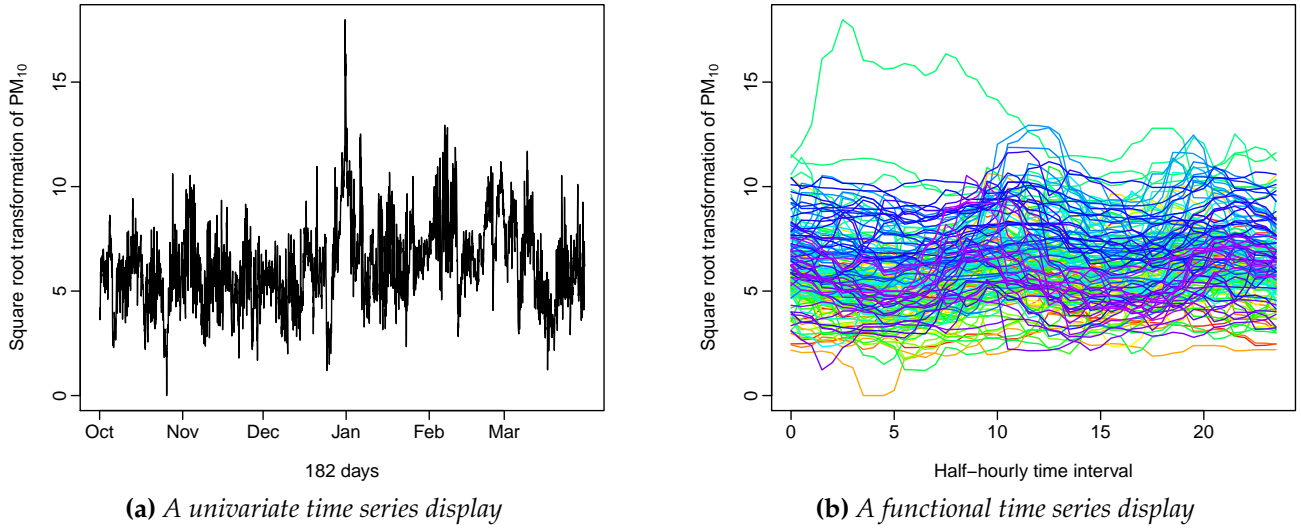 Square root transformation of PM10
15
10
5
0
Oct Nov Dec Jan Feb Mar
182 days
(a) A univariate time series display
Square root transformation of PM10
15
10
5
0
0 5 10 15 20
Half−hourly time interval
(b) A functional time series display